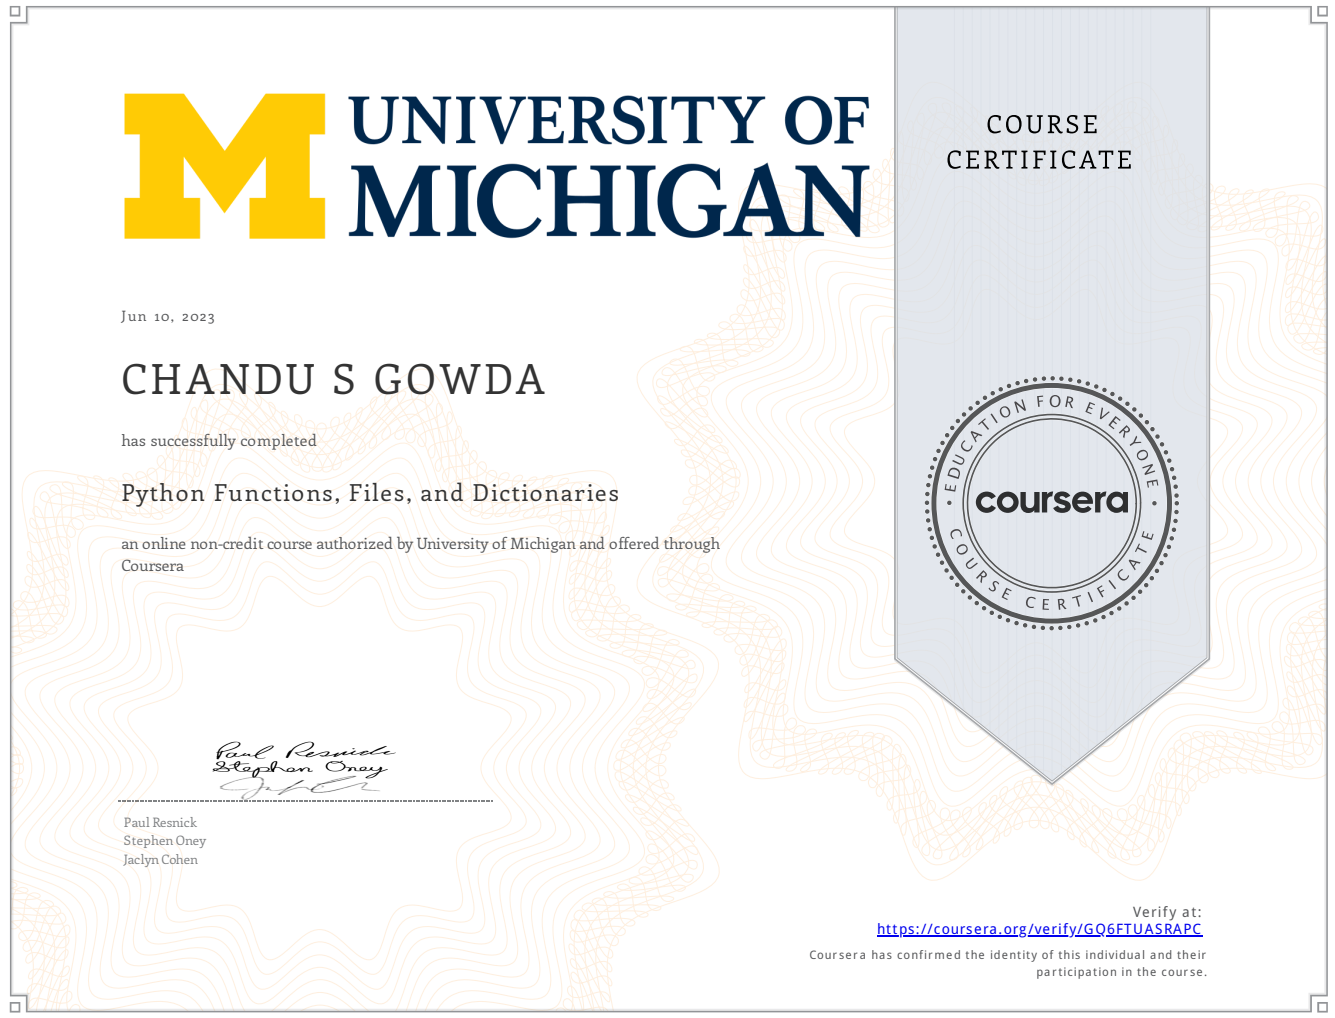 M
UNIVERSITY OF
MICHIGAN
COURSE
CERTIFICATE
Jun 10, 2023
CHANDU S GOWDA
has successfully completed
Python Functions, Files, and Dictionaries
an online non-credit course authorized by University of Michigan and offered through
Coursera
EDUCATION FOR EVERYONE
coursera
COURSE CERTIFICATE
Paul Resnick
Stephen Oney
Paul Resnick
Stephen Oney
Jaclyn Cohen
Verify at:
https://coursera.org/verify/GQ6FTUASRAPC
Coursera has confirmed the identity of this individual and their
participation in the course.